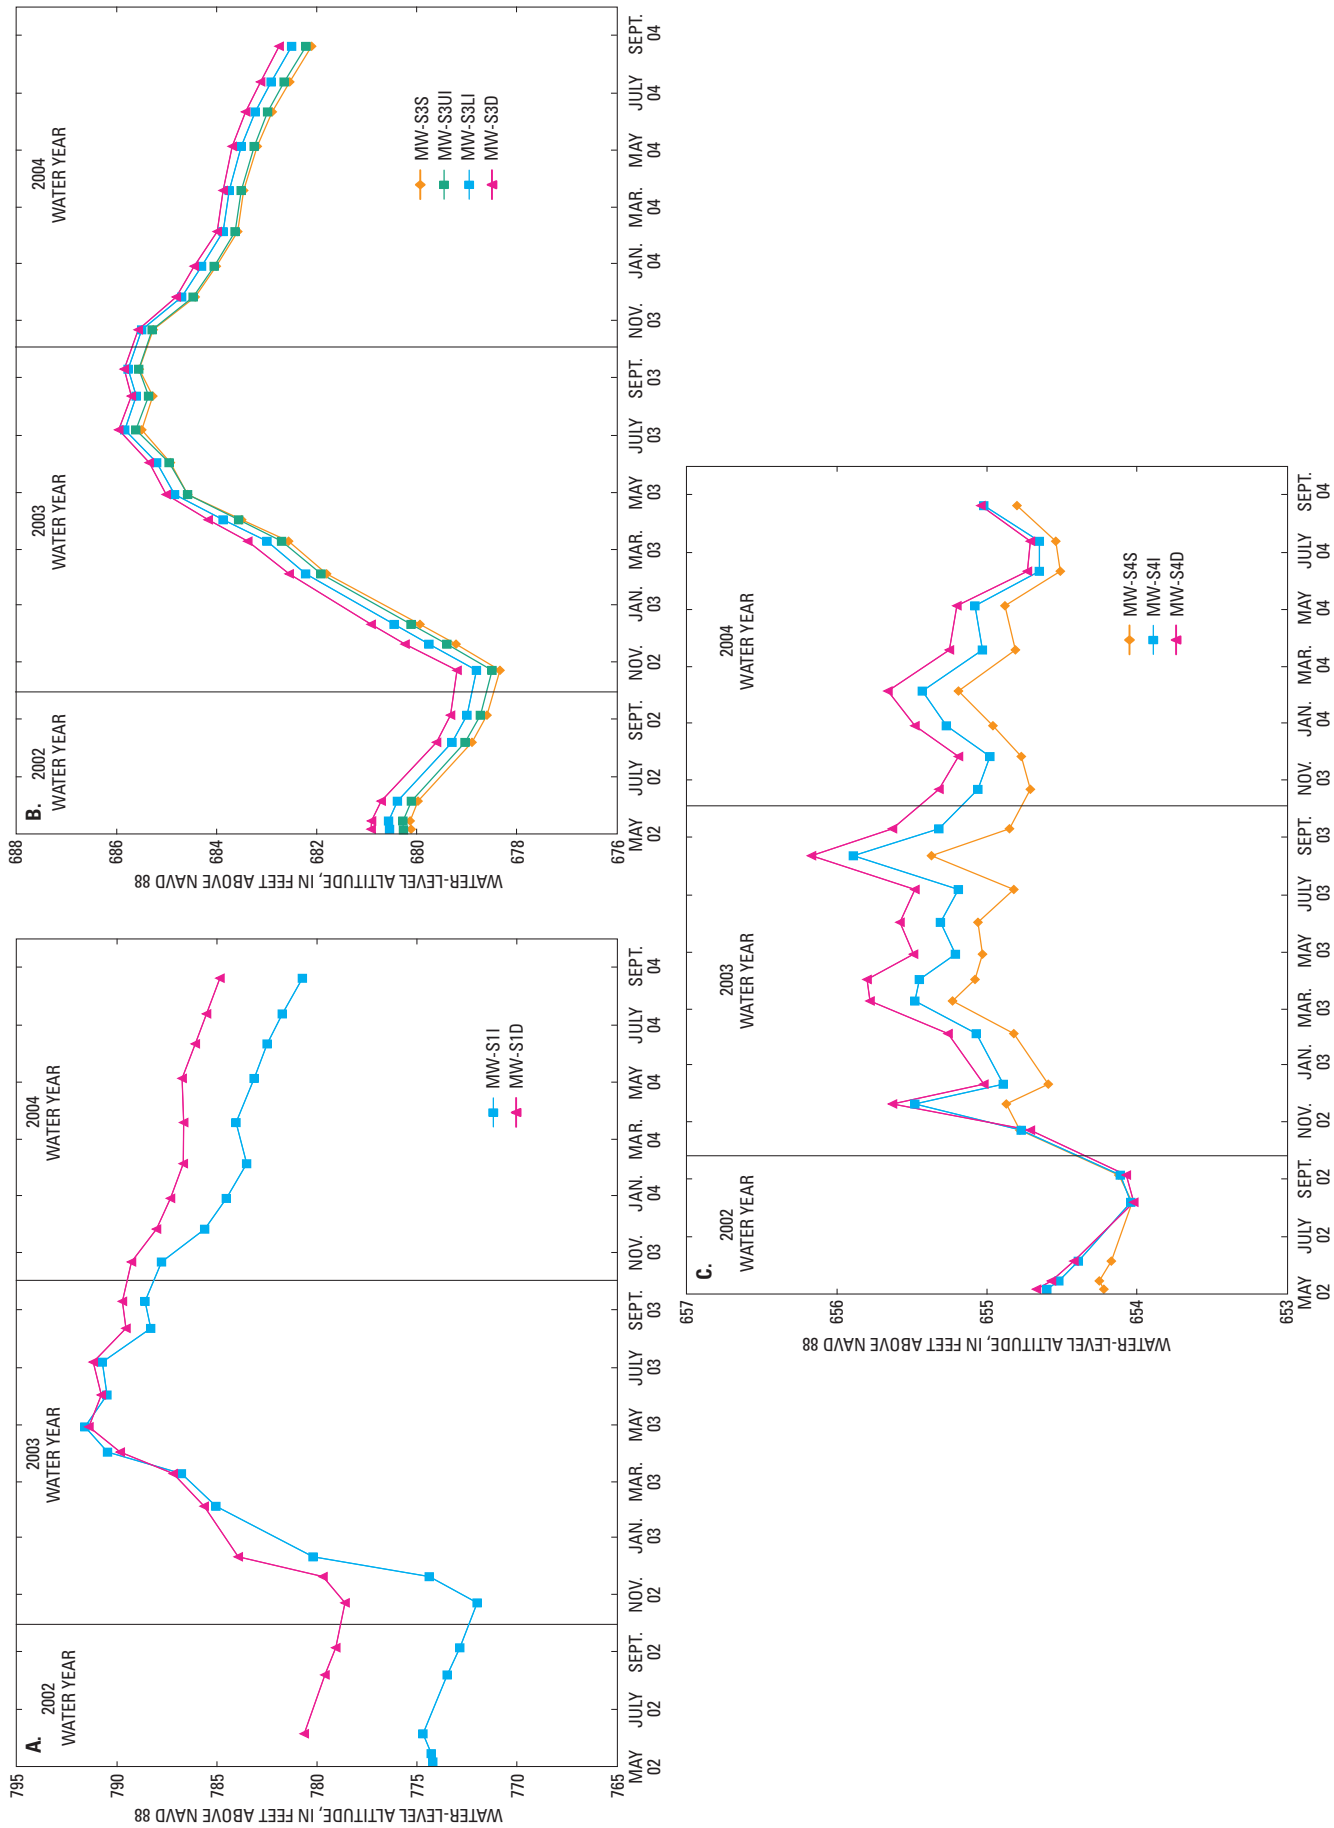 A.
2002
WATER YEAR
2003
WATER YEAR
2004
WATER YEAR
795
790
785
780
775
770
765
WATER-LEVEL ALTITUDE, IN FEET ABOVE NAVD 88
MW-S1I
MW-S1D
MAY JULY SEPT. NOV. JAN. MAR. MAY JULY SEPT. NOV. JAN. MAR. MAY JULY SEPT.
02 02 02 02 03 03 03 03 03 03 04 04 04 04 04
B.
2002
WATER YEAR
2003
WATER YEAR
2004
WATER YEAR
688
686
684
682
680
678
676
WATER-LEVEL ALTITUDE, IN FEET ABOVE NAVD 88
MW-S3S
MW-S3UI
MW-S3LI
MW-S3D
MAY JULY SEPT. NOV. JAN. MAR. MAY JULY SEPT. NOV. JAN. MAR. MAY JULY SEPT.
02 02 02 02 03 03 03 03 03 03 04 04 04 04 04
C.
2002
WATER YEAR
2003
WATER YEAR
2004
WATER YEAR
657
656
655
654
653
WATER-LEVEL ALTITUDE, IN FEET ABOVE NAVD 88
MW-S4S
MW-S4I
MW-S4D
MAY JULY SEPT. NOV. JAN. MAR. MAY JULY SEPT. NOV. JAN. MAR. MAY JULY SEPT.
02 02 02 02 03 03 03 03 03 03 04 04 04 04 04